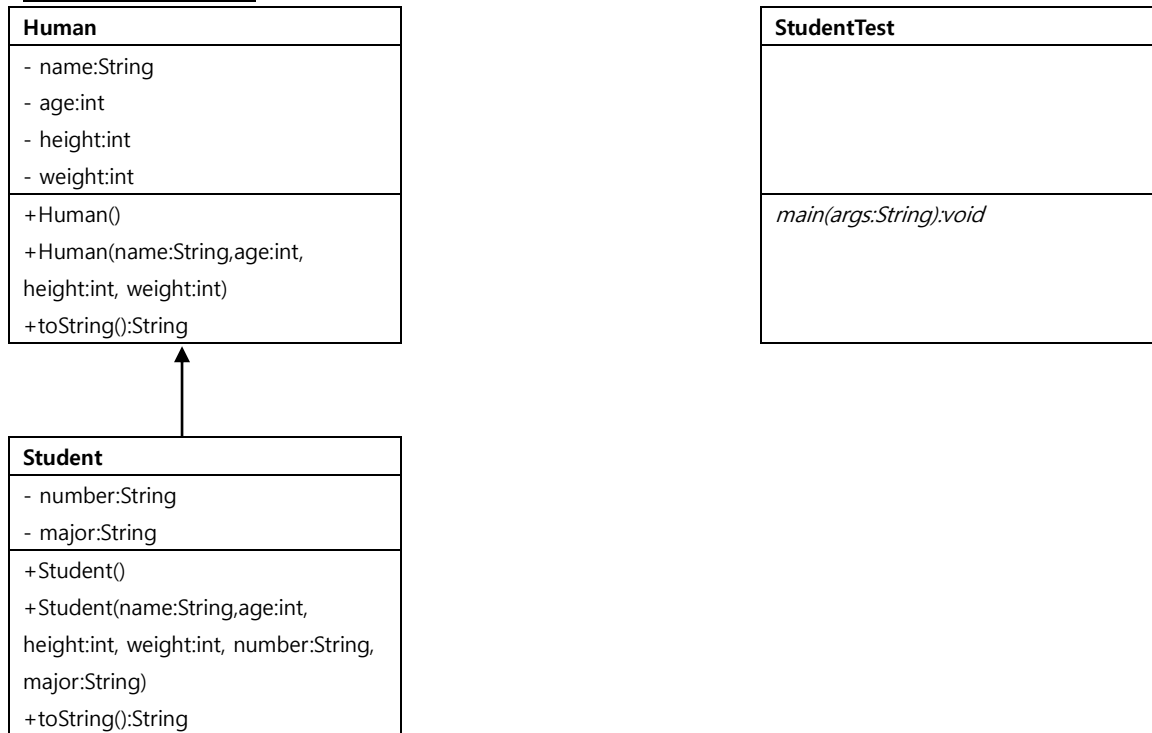 Human
- name:String
- age:int
- height:int
- weight:int
+Human()
+Human(name:String,age:int,
height:int, weight:int)
+toString():String
StudentTest
main(args:String):void
Student
- number:String
- major:String
+Student()
+Student(name:String,age:int,
height:int, weight:int, number:String,
major:String)
+toString():String